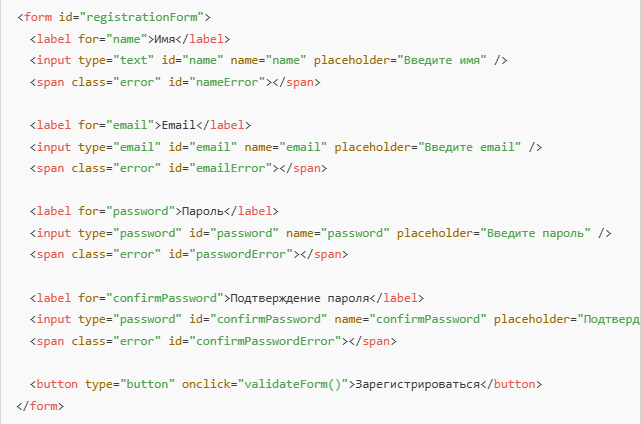 <form id="registrationForm">
<label for="name">Имя</label>
<input type="text" id="name" name="name" placeholder="Введите имя" />
<span class="error" id="nameError"></span>
<label for="email">Email</label>
<input type="email" id="email" name="email" placeholder="Введите email" />
<span class="error" id="emailError"></span>
<label for="password">Пароль</label>
<input type="password" id="password" name="password" placeholder="Введите пароль" />
<span class="error" id="passwordError"></span>
<label for="confirmPassword">Подтверждение пароля</label>
<input type="password" id="confirmPassword" name="confirmPassword" placeholder="Подтверд
<span class="error" id="confirmPasswordError"></span>
<button type="button" onclick="validateForm()">Зарегистрироваться</button>
</form>